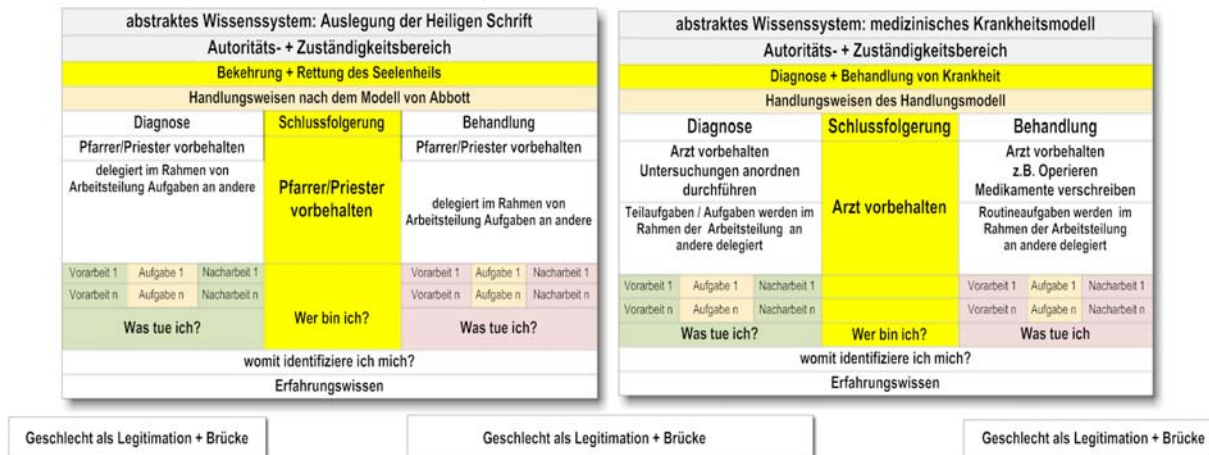 abstraktes Wissenssystem: Auslegung der Heiligen Schrift
Autoritäts- + Zuständigkeitsbereich
Bekehrung + Rettung des Seelenheils
Handlungsweisen nach dem Modell von Abbott
Diagnose
Schlussfolgerung
Behandlung
Pfarrer/Priester vorbehalten
Pfarrer/Priester vorbehalten
delegiert im Rahmen von
Arbeitsteilung Aufgaben an andere
Pfarrer/Priester
vorbehalten
delegiert im Rahmen von
Arbeitsteilung Aufgaben an andere
Vorarbeit 1
Aufgabe 1
Nacharbeit 1
Vorarbeit 1
Aufgabe 1
Nacharbeit 1
Vorarbeit n
Aufgabe n
Nacharbeit n
Vorarbeit n
Aufgabe n
Nacharbeit n
Was tue ich?
Wer bin ich?
Was tue ich?
womit identifiziere ich mich?
Erfahrungswissen
abstraktes Wissenssystem: medizinisches Krankheitsmodell
Autoritäts- + Zuständigkeitsbereich
Diagnose + Behandlung von Krankheit
Handlungsweisen des Handlungsmodell
Diagnose
Schlussfolgerung
Behandlung
Arzt vorbehalten
Untersuchungen anordnen
durchführen
Arzt vorbehalten
Arzt vorbehalten
z.B. Operieren
Medikamente verschreiben
Teilaufgaben / Aufgaben werden im
Rahmen der Arbeitsteilung an
andere delegiert
Routineaufgaben werden im
Rahmen der Arbeitsteilung
an andere delegiert
Vorarbeit 1
Aufgabe 1
Nacharbeit 1
Vorarbeit 1
Aufgabe 1
Nacharbeit 1
Vorarbeit n
Aufgabe n
Nacharbeit n
Vorarbeit n
Aufgabe n
Nacharbeit n
Was tue ich?
Wer bin ich?
Was tue ich
womit identifiziere ich mich?
Erfahrungswissen
Geschlecht als Legitimation + Brücke
Geschlecht als Legitimation + Brücke
Geschlecht als Legitimation + Brücke